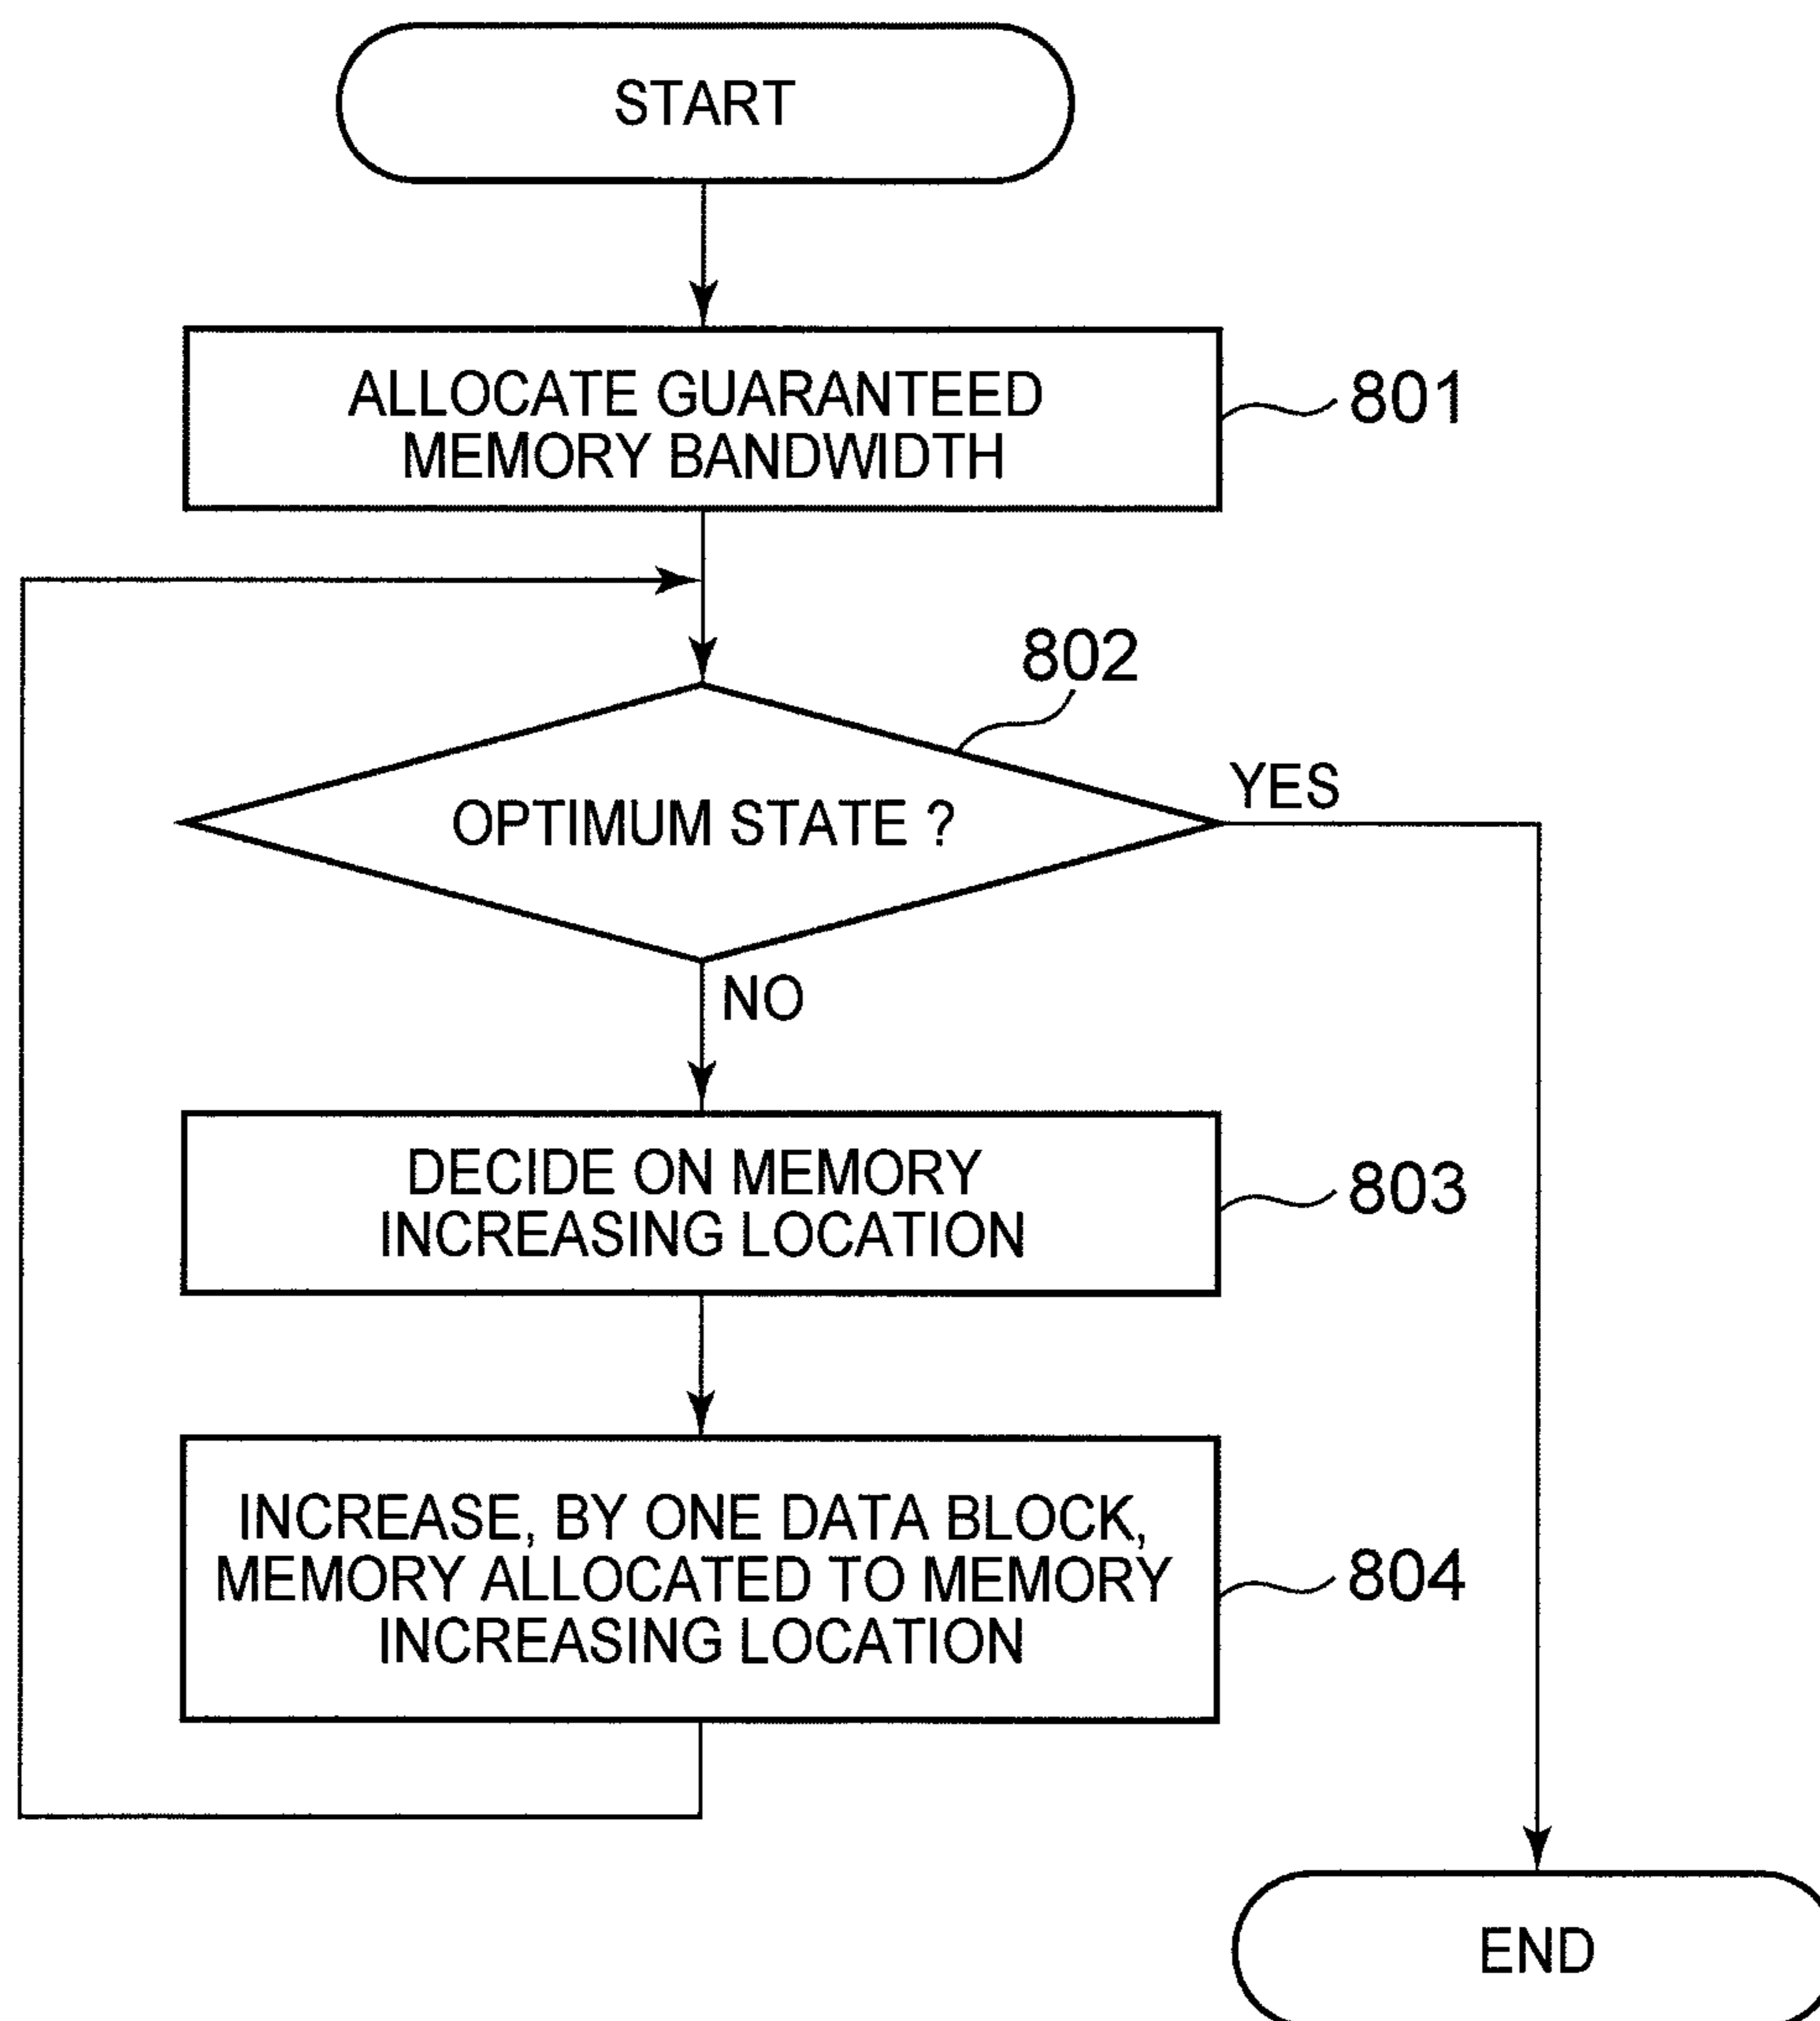 START
ALLOCATE GUARANTEED
MEMORY BANDWIDTH
801
802
OPTIMUM STATE ?
YES
NO
DECIDE ON MEMORY
INCREASING LOCATION
803
INCREASE, BY ONE DATA BLOCK,
MEMORY ALLOCATED TO MEMORY
INCREASING LOCATION
804
END